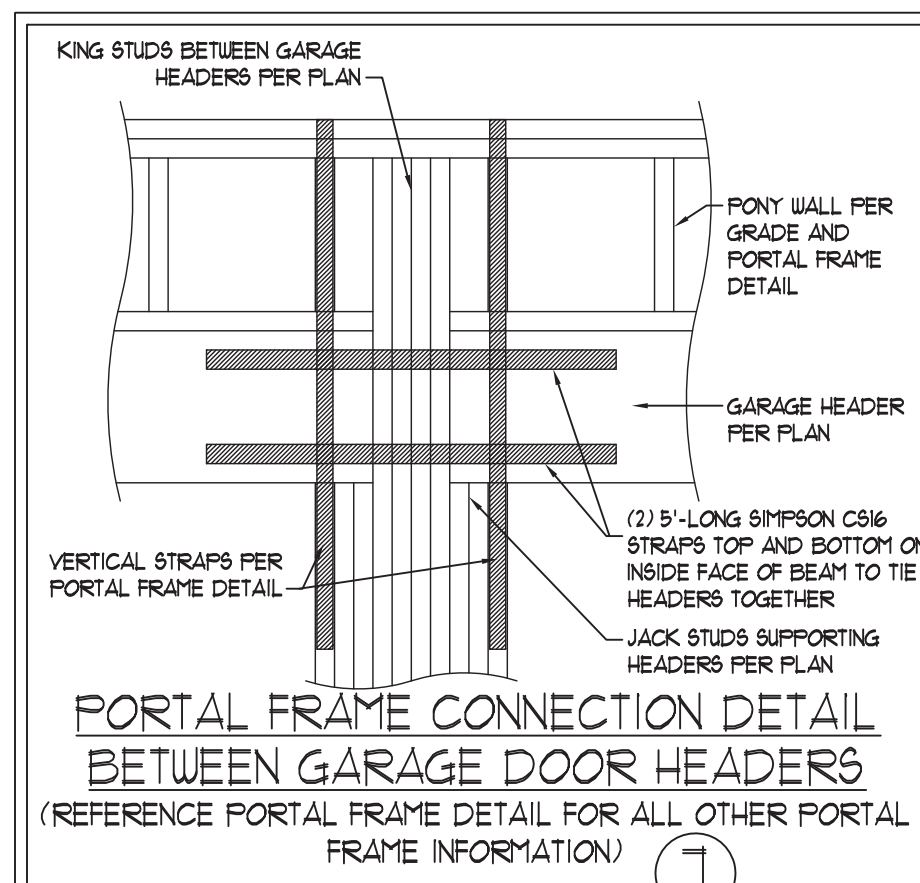 KING STUDS BETWEEN GARAGE
HEADERS PER PLAN
PONY WALL PER
GRADE AND
PORTAL FRAME
DETAIL
GARAGE HEADER
PER PLAN
(2) 5'-LONG SIMPSON CS16
STRAPS TOP AND BOTTOM ON
INSIDE FACE OF BEAM TO TIE
HEADERS TOGETHER
VERTICAL STRAPS PER
PORTAL FRAME DETAIL
JACK STUDS SUPPORTING
HEADERS PER PLAN
PORTAL FRAME CONNECTION DETAIL
BETWEEN GARAGE DOOR HEADERS
(REFERENCE PORTAL FRAME DETAIL FOR ALL OTHER PORTAL
FRAME INFORMATION)